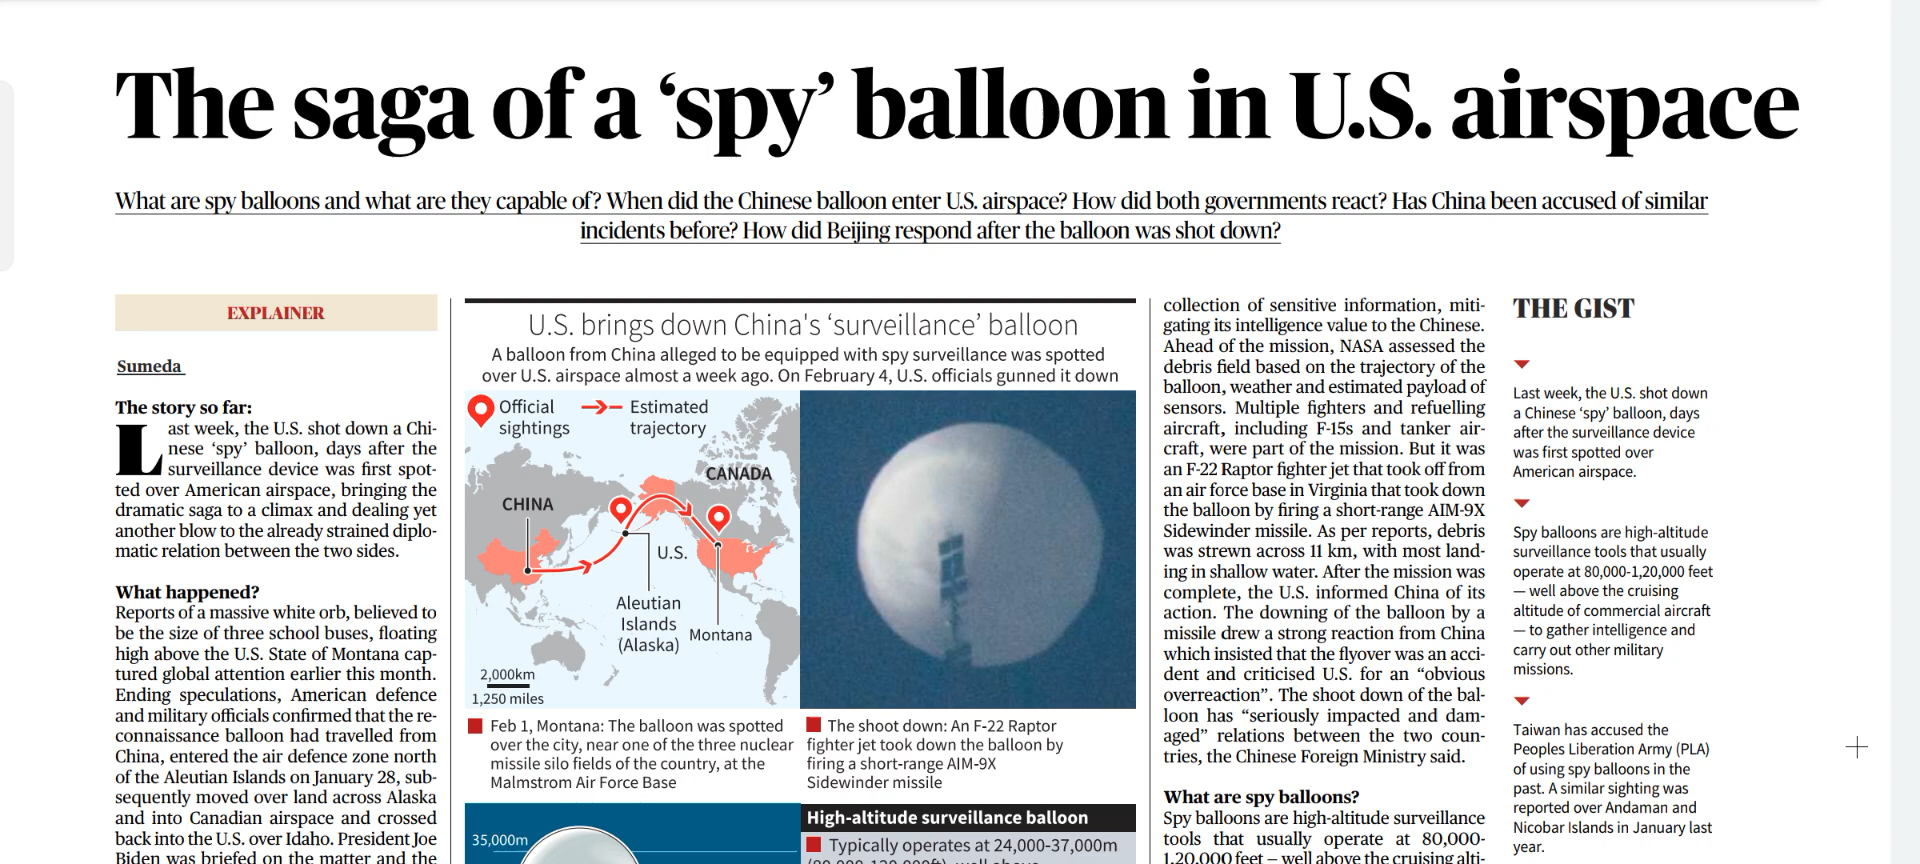 The saga of a ‘spy’ balloon in U.S. airspace
What are spy balloons and what are they capable of? When did the Chinese balloon enter U.S. airspace? How did both governments react? Has China been accused of similar
incidents before? How did Beijing respond after the balloon was shot down?
EXPLAINER
Sumeda
The story so far:
Last week, the U.S. shot down a Chi-
nese ‘spy’ balloon, days after the
surveillance device was first spot-
ted over American airspace, bringing the
dramatic saga to a climax and dealing yet
another blow to the already strained diplo-
matic relation between the two sides.
What happened?
Reports of a massive white orb, believed to
be the size of three school buses, floating
high above the U.S. State of Montana cap-
tured global attention earlier this month.
Ending speculations, American defence
and military officials confirmed that the re-
connaissance balloon had travelled from
China, entered the air defence zone north
of the Aleutian Islands on January 28, sub-
sequently moved over land across Alaska
and into Canadian airspace and crossed
back into the U.S. over Idaho. President Joe
Biden was briefed on the matter and the
U.S. brings down China's ‘surveillance’ balloon
A balloon from China alleged to be equipped with spy surveillance was spotted
over U.S. airspace almost a week ago. On February 4, U.S. officials gunned it down
Official
sightings
Estimated
trajectory
CANADA
CHINA
U.S.
Aleutian
Islands
(Alaska)
Montana
2,000km
1,250 miles
Feb 1, Montana: The balloon was spotted
over the city, near one of the three nuclear
missile silo fields of the country, at the
Malmstrom Air Force Base
The shoot down: An F-22 Raptor
fighter jet took down the balloon by
firing a short-range AIM-9X
Sidewinder missile
35,000m
High-altitude surveillance balloon
Typically operates at 24,000-37,000m
(80,000-120,000ft), well above
collection of sensitive information, miti-
gating its intelligence value to the Chinese.
Ahead of the mission, NASA assessed the
debris field based on the trajectory of the
balloon, weather and estimated payload of
sensors. Multiple fighters and refuelling
aircraft, including F-15s and tanker air-
craft, were part of the mission. But it was
an F-22 Raptor fighter jet that took off from
an air force base in Virginia that took down
the balloon by firing a short-range AIM-9X
Sidewinder missile. As per reports, debris
was strewn across 11 km, with most land-
ing in shallow water. After the mission was
complete, the U.S. informed China of its
action. The downing of the balloon by a
missile drew a strong reaction from China
which insisted that the flyover was an acci-
dent and criticised U.S. for an “obvious
overreaction”. The shoot down of the bal-
loon has “seriously impacted and dam-
aged” relations between the two coun-
tries, the Chinese Foreign Ministry said.
What are spy balloons?
Spy balloons are high-altitude surveillance
tools that usually operate at 80,000-
1,20,000 feet – well above the cruising alti-
THE GIST
Last week, the U.S. shot down
a Chinese ‘spy’ balloon, days
after the surveillance device
was first spotted over
American airspace.
Spy balloons are high-altitude
surveillance tools that usually
operate at 80,000-1,20,000 feet
— well above the cruising
altitude of commercial aircraft
— to gather intelligence and
carry out other military
missions.
Taiwan has accused the
Peoples Liberation Army (PLA)
of using spy balloons in the
past. A similar sighting was
reported over Andaman and
Nicobar Islands in January last
year.